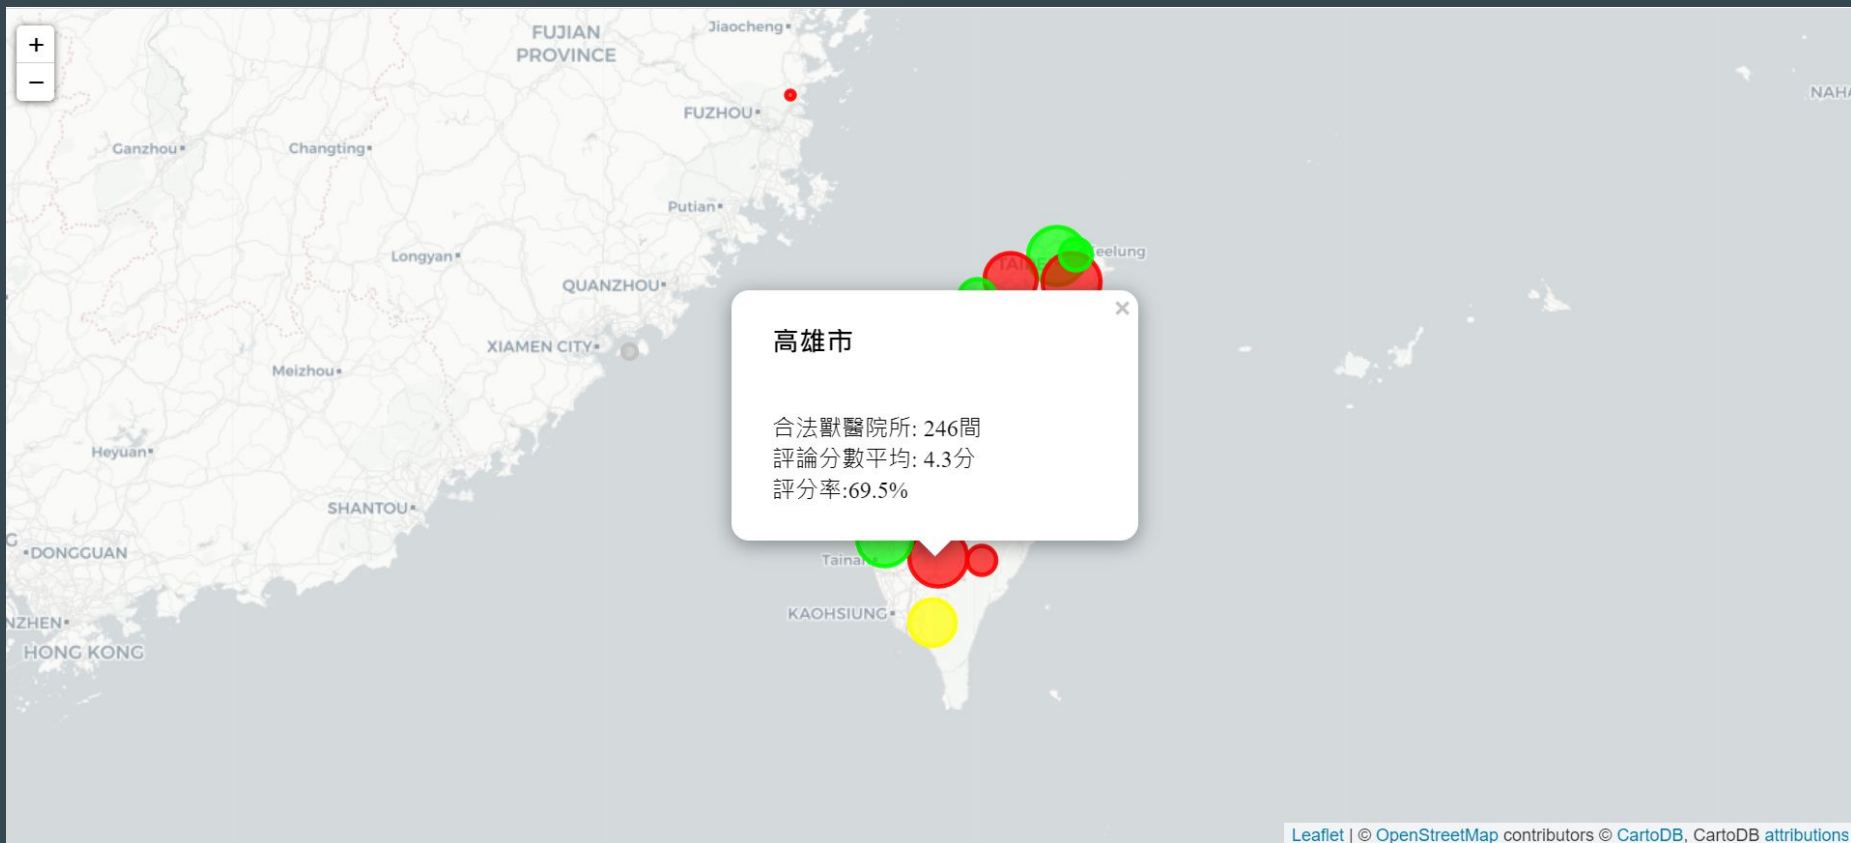 +
−
FUJIAN
PROVINCE
Jiaocheng
NAHA
FUZHOU
Ganzhou
Changting
Putian
Longyan
eelung
QUANZHOU
XIAMEN CITY
Meizhou
×
高雄市
合法獸醫院所: 246間
評論分數平均: 4.3分
評分率:69.5%
Heyuan
SHANTOU
G
DONGGUAN
Tainan
KAOHSIUNG
NZHEN
HONG KONG
Leaflet | © OpenStreetMap contributors © CartoDB, CartoDB attributions